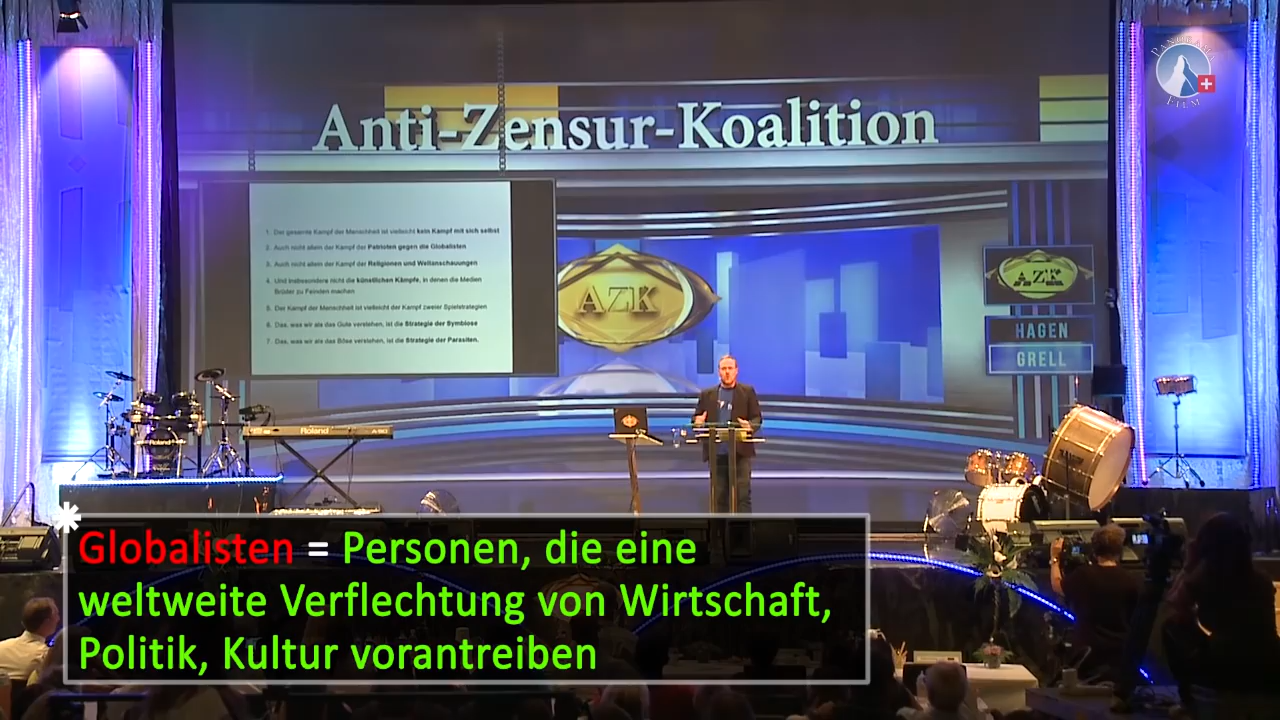 PANORAMA
FILM
Anti-Zensur-Koalition
1. Der gesamte Kampf der Menschheit ist vielleicht kein Kampf mit sich selbst
2. Auch nicht allein der Kampf der Patrioten gegen die Globalisten
3. Auch nicht allein der Kampf der Religionen und Weltanschauungen
4. Und insbesondere nicht die künstlichen Kämpfe, in denen die Medien
Brüder zu Feinden machen
5. Der Kampf der Menschheit ist vielleicht der Kampf zweier Spielstrategien
6. Das, was wir als das Gute verstehen, ist die Strategie der Symbiose
7. Das, was wir als das Böse verstehen, ist die Strategie der Parasiten.
AZK
AZK
HAGEN
GRELL
Roland
Roland
* Globalisten = Personen, die eine
weltweite Verflechtung von Wirtschaft,
Politik, Kultur vorantreiben